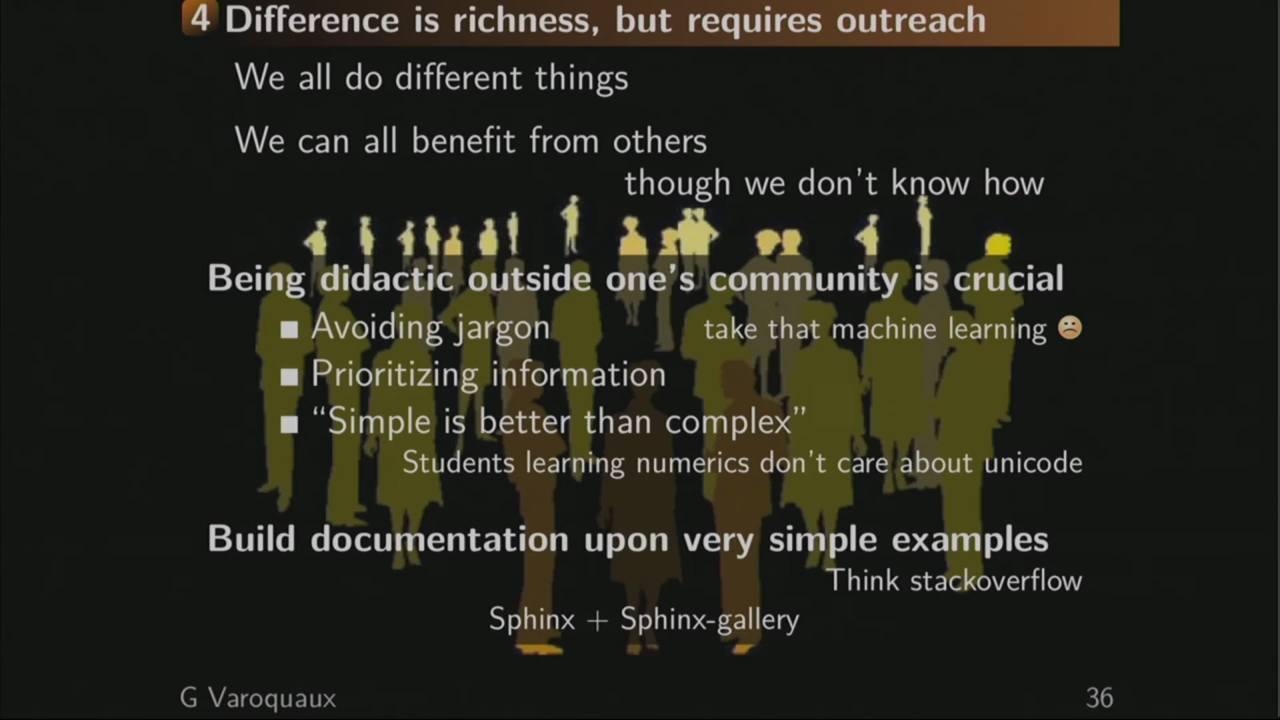 4 Difference is richness, but requires outreach
We all do different things
We can all benefit from others
though we don't know how
Being didactic outside one's community is crucial
Avoiding jargon take that machine learning
Prioritizing information
“Simple is better than complex”
Students learning numerics don't care about unicode
Build documentation upon very simple examples
Think stackoverflow
Sphinx + Sphinx-gallery
G Varoquaux 36